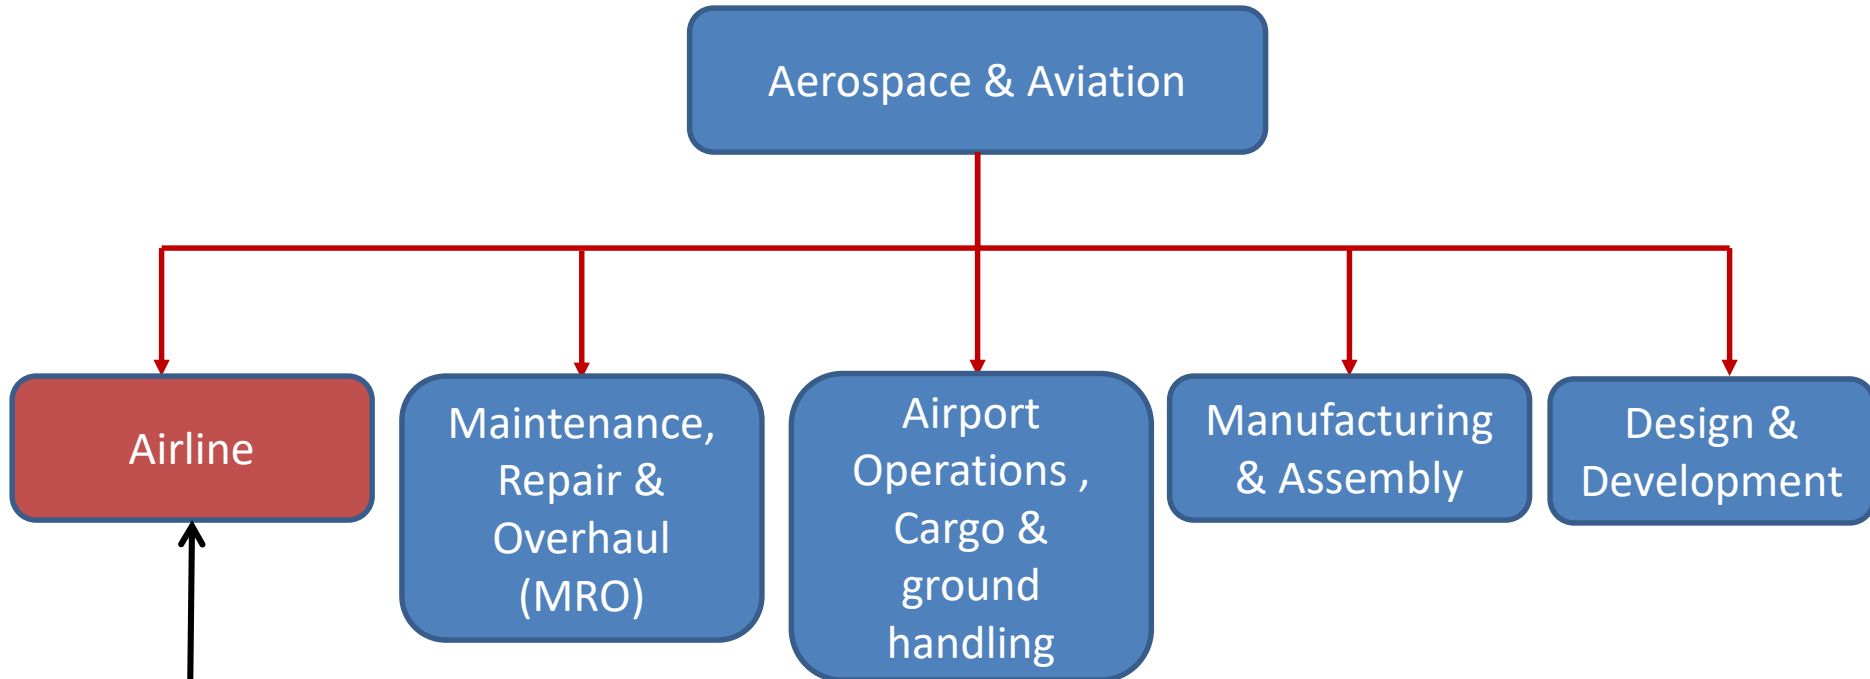 Aerospace & Aviation
Airline
Maintenance,
Repair &
Overhaul
(MRO)
Airport
Operations ,
Cargo &
ground
handling
Manufacturing
& Assembly
Design &
Development